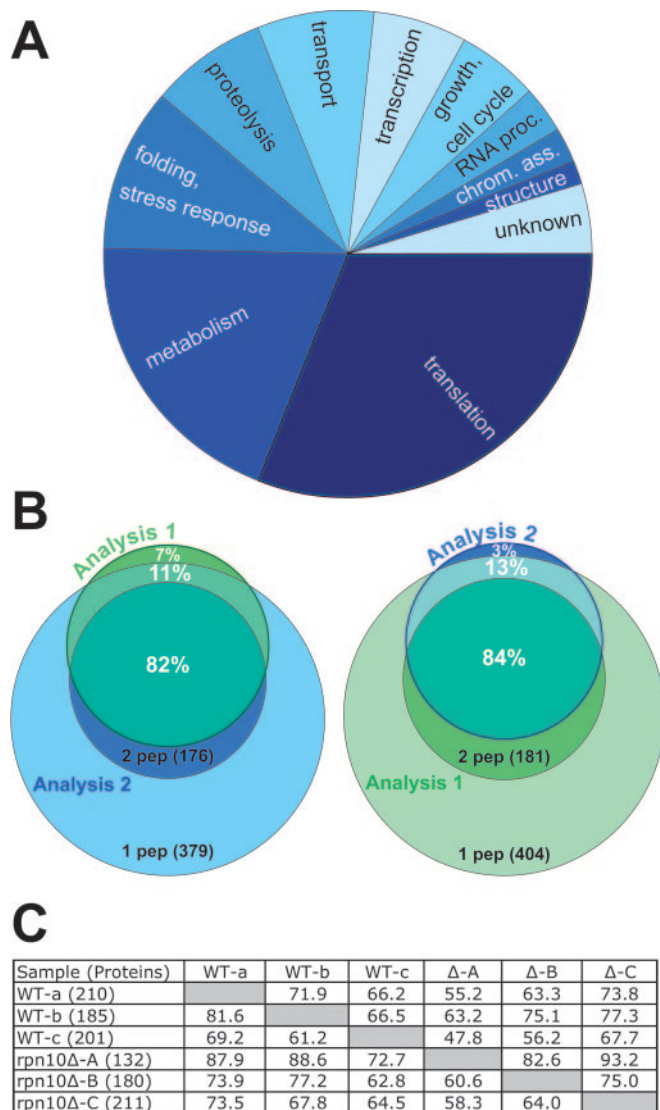 A
transport
transcription
growth,
cell cycle
proteolysis
RNA proc.
chrom. ass.
structure
unknown
folding,
stress response
metabolism
translation
B
Analysis 1
7%
11%
82%
2 pep (176)
Analysis 2
1 pep (379)
Analysis 2
3%
13%
84%
2 pep (181)
Analysis 1
1 pep (404)
C
Sample (Proteins) WT-a WT-b WT-c Δ-A Δ-B Δ-C
WT-a (210) 71.9 66.2 55.2 63.3 73.8
WT-b (185) 81.6 66.5 63.2 75.1 77.3
WT-c (201) 69.2 61.2 47.8 56.2 67.7
rpn10Δ-A (132) 87.9 88.6 72.7 82.6 93.2
rpn10Δ-B (180) 73.9 77.2 62.8 60.6 75.0
rpn10Δ-C (211) 73.5 67.8 64.5 58.3 64.0